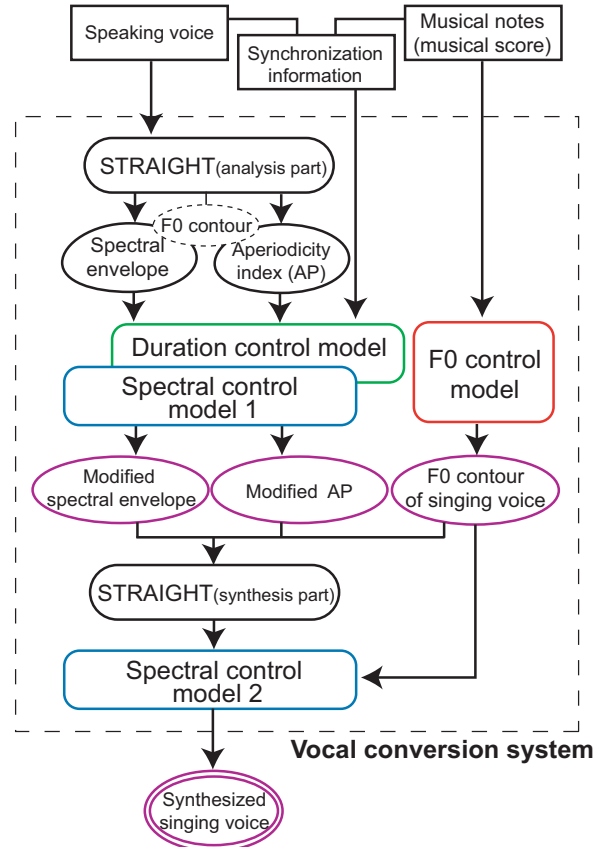 Speaking voice
Synchronization
information
Musical notes
(musical score)
STRAIGHT(analysis part)
F0 contour
Spectral
envelope
Aperiodicity
index (AP)
Duration control model
Spectral control
model 1
F0 control
model
Modified
spectral envelope
Modified AP
F0 contour
of singing voice
STRAIGHT(synthesis part)
Spectral control
model 2
Vocal conversion system
Synthesized
singing voice